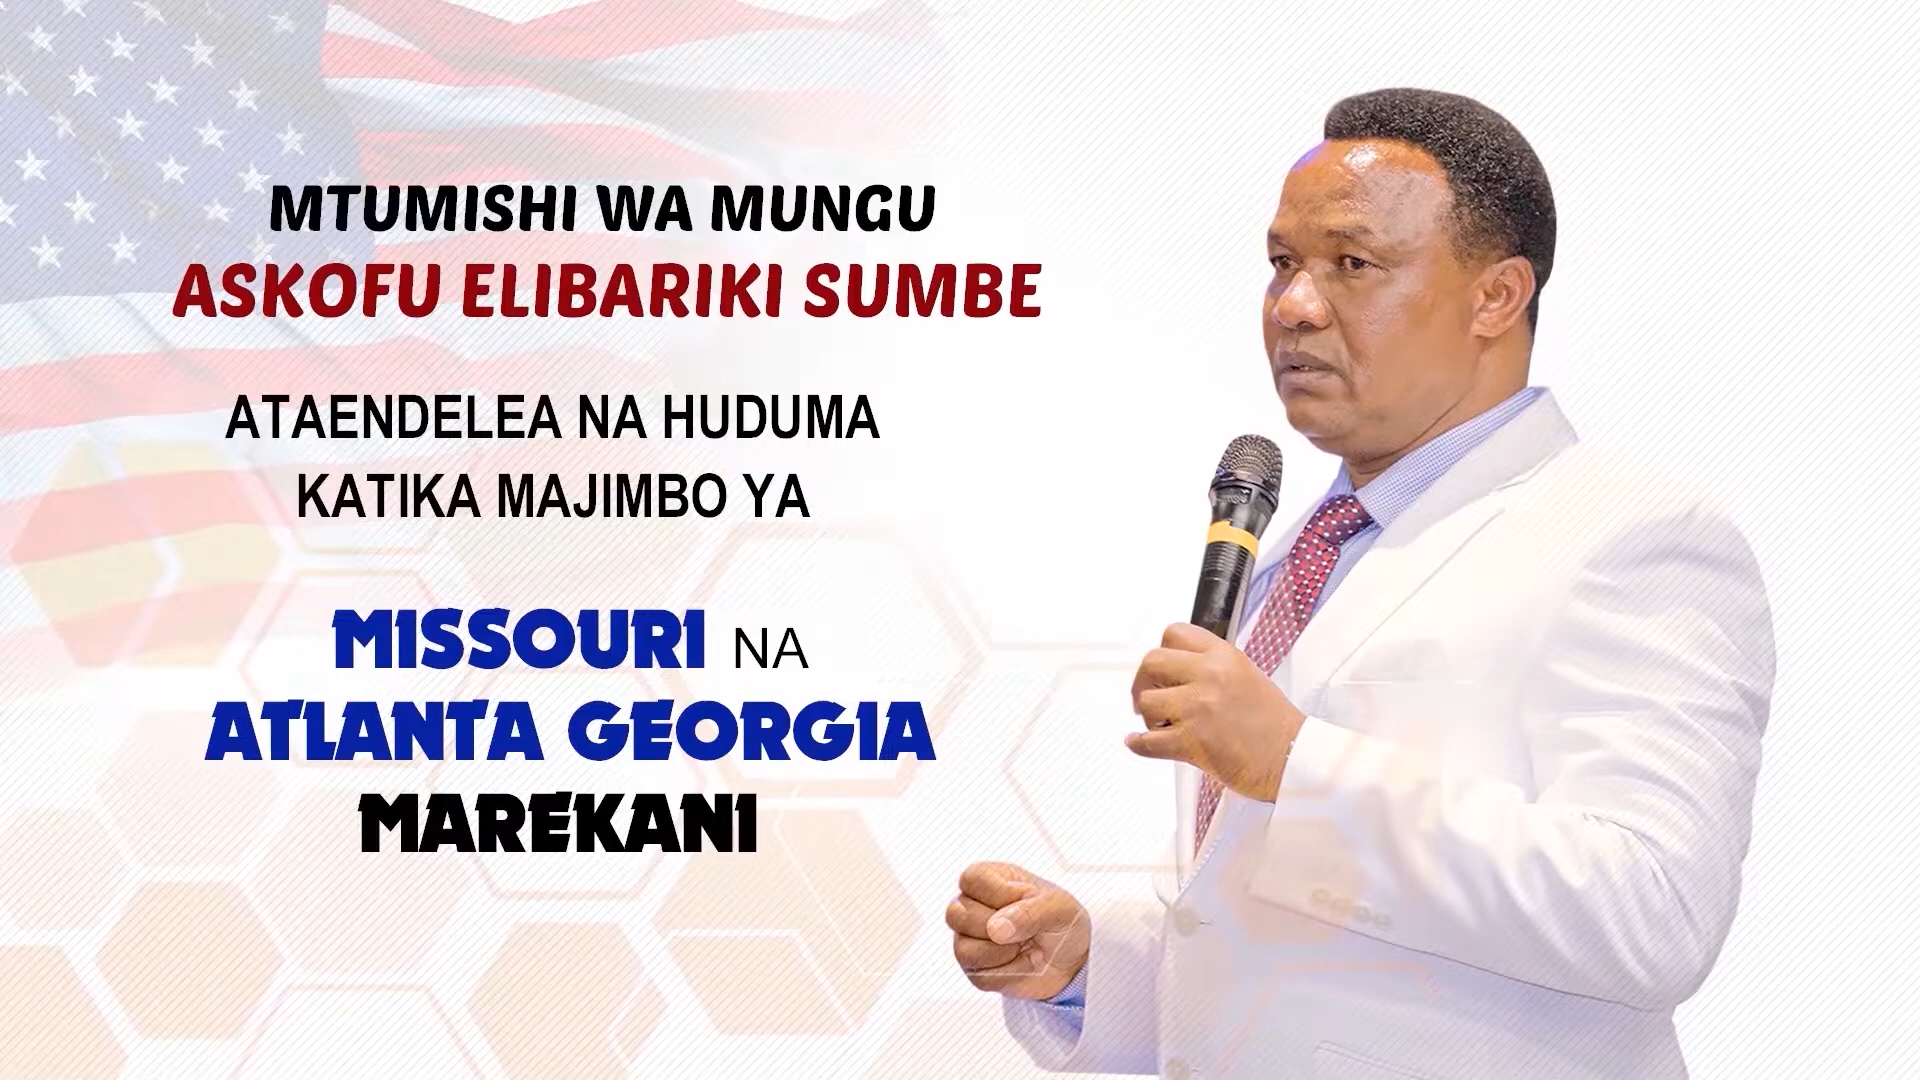 MTUMISHI WA MUNGU
ASKOFU ELIBARIKI SUMBE
ATAENDELEA NA HUDUMA
KATIKA MAJIMBO YA
MISSOURI NA
ATLANTA GEORGIA
MAREKANI